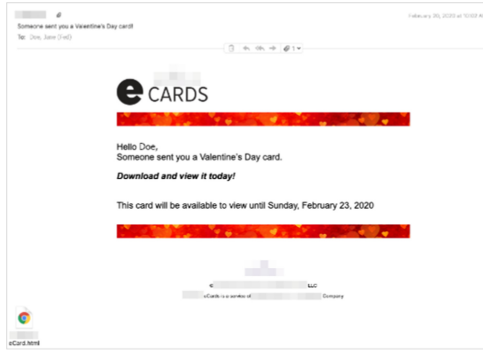 February 20, 2020 at 10:02 A
Someone sent you a Valentine's Day card!
To: Doe, Jane
1
e CARDS
Hello Doe,
Someone sent you a Valentine's Day card.
Download and view it today!
This card will be available to view until Sunday, February 23, 2020
e LLC
eCards is a service of Company
eCard.html